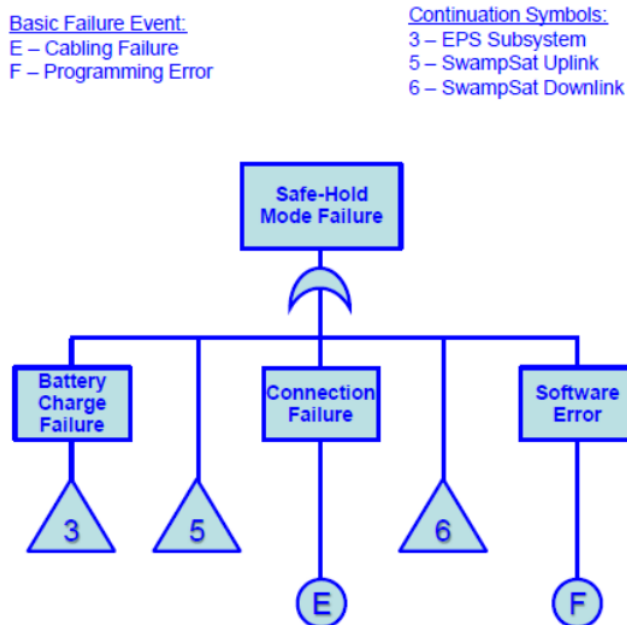 Basic Failure Event:
E – Cabling Failure
F – Programming Error
Continuation Symbols:
3 – EPS Subsystem
5 – SwampSat Uplink
6 – SwampSat Downlink
Safe-Hold
Mode Failure
Battery
Charge
Failure
Connection
Failure
Software
Error
3
5
6
E
F